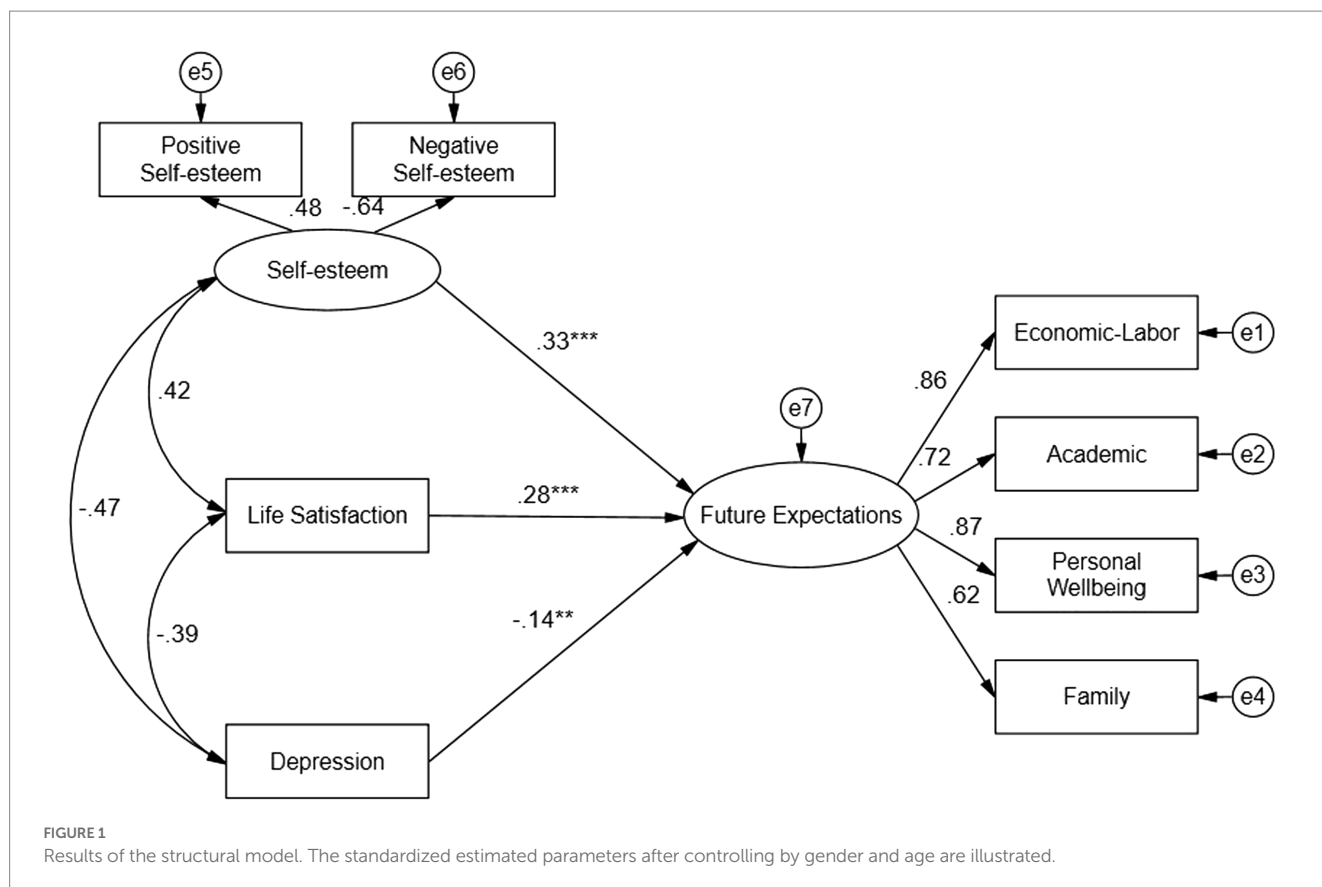 e5
e6
Positive
Self-esteem
Negative
Self-esteem
.48
-.64
Self-esteem
.33***
.42
-.47
Life Satisfaction
.28***
-.39
-.14**
Depression
e7
Future Expectations
.86
.72
.87
.62
Economic-Labor
e1
Academic
e2
Personal
Wellbeing
e3
Family
e4
FIGURE 1
Results of the structural model. The standardized estimated parameters after controlling by gender and age are illustrated.